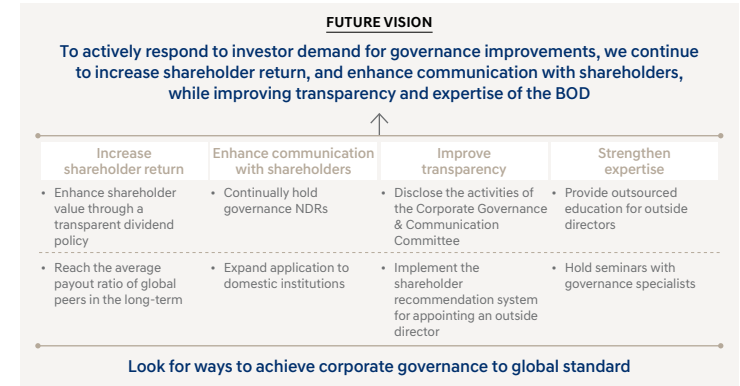 FUTURE VISION
To actively respond to investor demand for governance improvements, we continue
to increase shareholder return, and enhance communication with shareholders,
while improving transparency and expertise of the BOD
Increase
shareholder return
Enhance communication
with shareholders
Improve
transparency
Strengthen
expertise
• Enhance shareholder
value through a
transparent dividend
policy
• Continually hold
governance NDRs
• Disclose the activities of
the Corporate Governance
& Communication
Committee
• Provide outsourced
education for outside
directors
• Reach the average
payout ratio of global
peers in the long-term
• Expand application to
domestic institutions
• Implement the
shareholder
recommendation system
for appointing an outside
director
• Hold seminars with
governance specialists
Look for ways to achieve corporate governance to global standard